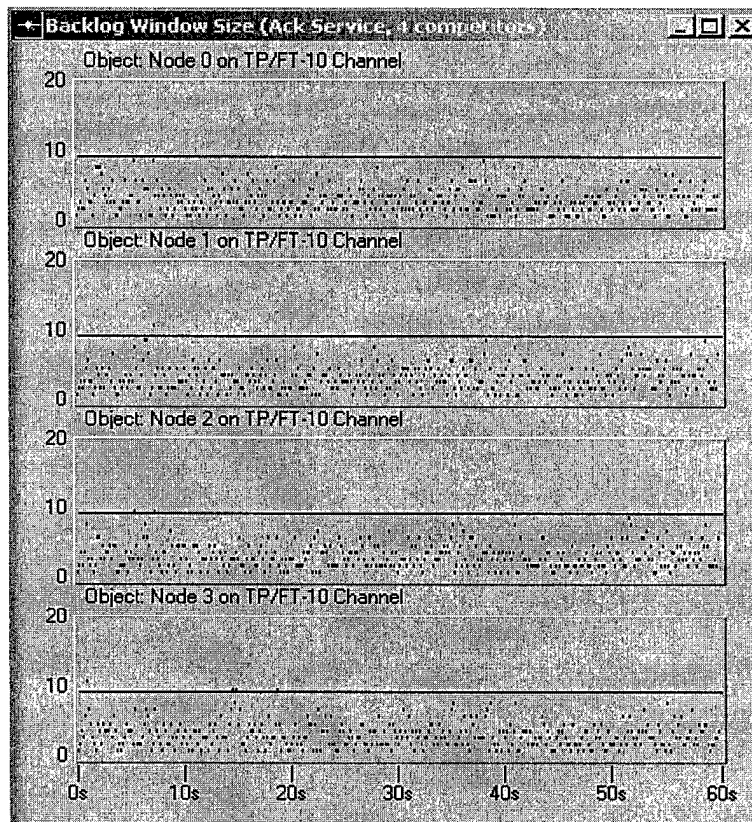 Backlog Window Size (Ack Service, 4 competitors)
Object: Node 0 on TP/FT-10 Channel
20
10
0
Object: Node 1 on TP/FT-10 Channel
20
10
0
Object: Node 2 on TP/FT-10 Channel
20
10
0
Object: Node 3 on TP/FT-10 Channel
20
10
0
0s 10s 20s 30s 40s 50s 60s